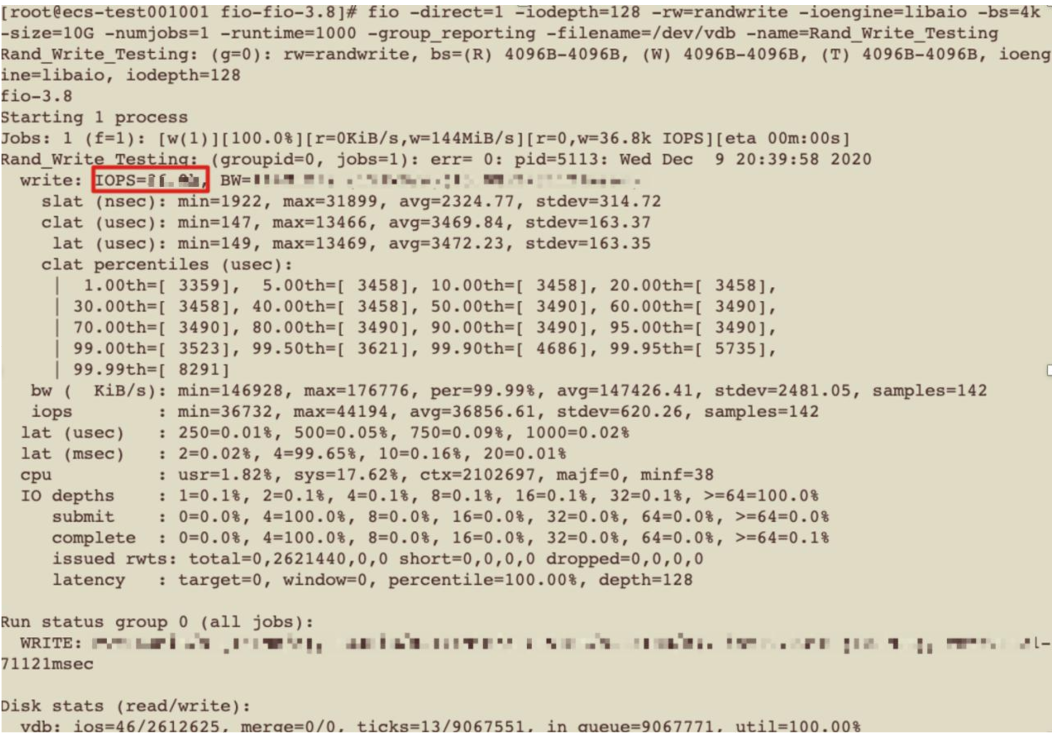 [root@ecs-test001001 fio-fio-3.8]# fio -direct=1 -iodepth=128 -rw=randwrite -ioengine=libaio -bs=4k
-size=10G -numjobs=1 -runtime=1000 -group_reporting -filename=/dev/vdb -name=Rand_Write_Testing
Rand_Write_Testing: (g=0): rw=randwrite, bs=(R) 4096B-4096B, (W) 4096B-4096B, (T) 4096B-4096B, ioeng
ine=libaio, iodepth=128
fio-3.8
Starting 1 process
Jobs: 1 (f=1): [w(1)][100.0%][r=0KiB/s,w=144MiB/s][r=0,w=36.8k IOPS][eta 00m:00s]
Rand_Write_Testing: (groupid=0, jobs=1): err= 0: pid=5113: Wed Dec  9 20:39:58 2020
write: IOPS= BW=
slat (nsec): min=1922, max=31899, avg=2324.77, stdev=314.72
clat (usec): min=147, max=13466, avg=3469.84, stdev=163.37
lat (usec): min=149, max=13469, avg=3472.23, stdev=163.35
clat percentiles (usec):
|  1.00th=[ 3359],  5.00th=[ 3458], 10.00th=[ 3458], 20.00th=[ 3458],
| 30.00th=[ 3458], 40.00th=[ 3458], 50.00th=[ 3490], 60.00th=[ 3490],
| 70.00th=[ 3490], 80.00th=[ 3490], 90.00th=[ 3490], 95.00th=[ 3490],
| 99.00th=[ 3523], 99.50th=[ 3621], 99.90th=[ 4686], 99.95th=[ 5735],
| 99.99th=[ 8291]
bw (  KiB/s): min=146928, max=176776, per=99.99%, avg=147426.41, stdev=2481.05, samples=142
iops        : min=36732, max=44194, avg=36856.61, stdev=620.26, samples=142
lat (usec)   : 250=0.01%, 500=0.05%, 750=0.09%, 1000=0.02%
lat (msec)   : 2=0.02%, 4=99.65%, 10=0.16%, 20=0.01%
cpu          : usr=1.82%, sys=17.62%, ctx=2102697, majf=0, minf=38
IO depths    : 1=0.1%, 2=0.1%, 4=0.1%, 8=0.1%, 16=0.1%, 32=0.1%, >=64=100.0%
submit    : 0=0.0%, 4=100.0%, 8=0.0%, 16=0.0%, 32=0.0%, 64=0.0%, >=64=0.0%
complete  : 0=0.0%, 4=100.0%, 8=0.0%, 16=0.0%, 32=0.0%, 64=0.0%, >=64=0.1%
issued rwts: total=0,2621440,0,0 short=0,0,0,0 dropped=0,0,0,0
latency   : target=0, window=0, percentile=100.00%, depth=128
Run status group 0 (all jobs):
WRITE:
71121msec
Disk stats (read/write):
vdb: ios=46/2612625, merge=0/0, ticks=13/9067551, in_queue=9067771, util=100.00%